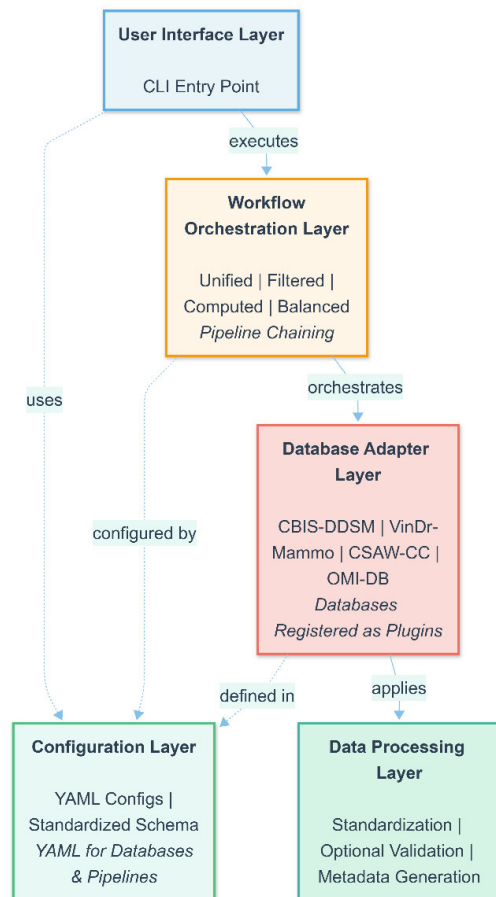 User Interface Layer
CLI Entry Point
executes
Workflow
Orchestration Layer
Unified | Filtered |
Computed | Balanced
Pipeline Chaining
orchestrates
uses
Database Adapter
Layer
CBIS-DDSM | VinDr-
Mammo | CSAW-CC |
OMI-DB
Databases
Registered as Plugins
configured by
defined in
applies
Configuration Layer
YAML Configs |
Standardized Schema
YAML for Databases
& Pipelines
Data Processing
Layer
Standardization |
Optional Validation |
Metadata Generation